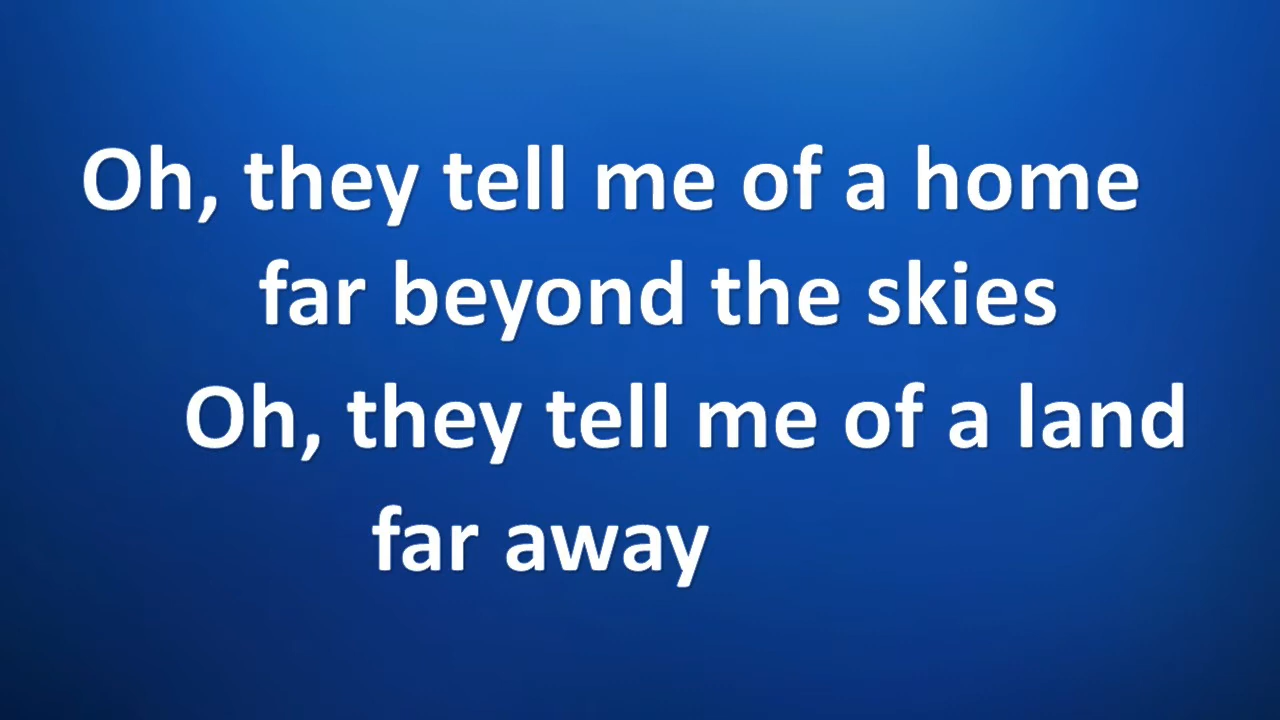 Oh, they tell me of a home
far beyond the skies
Oh, they tell me of a land
far away